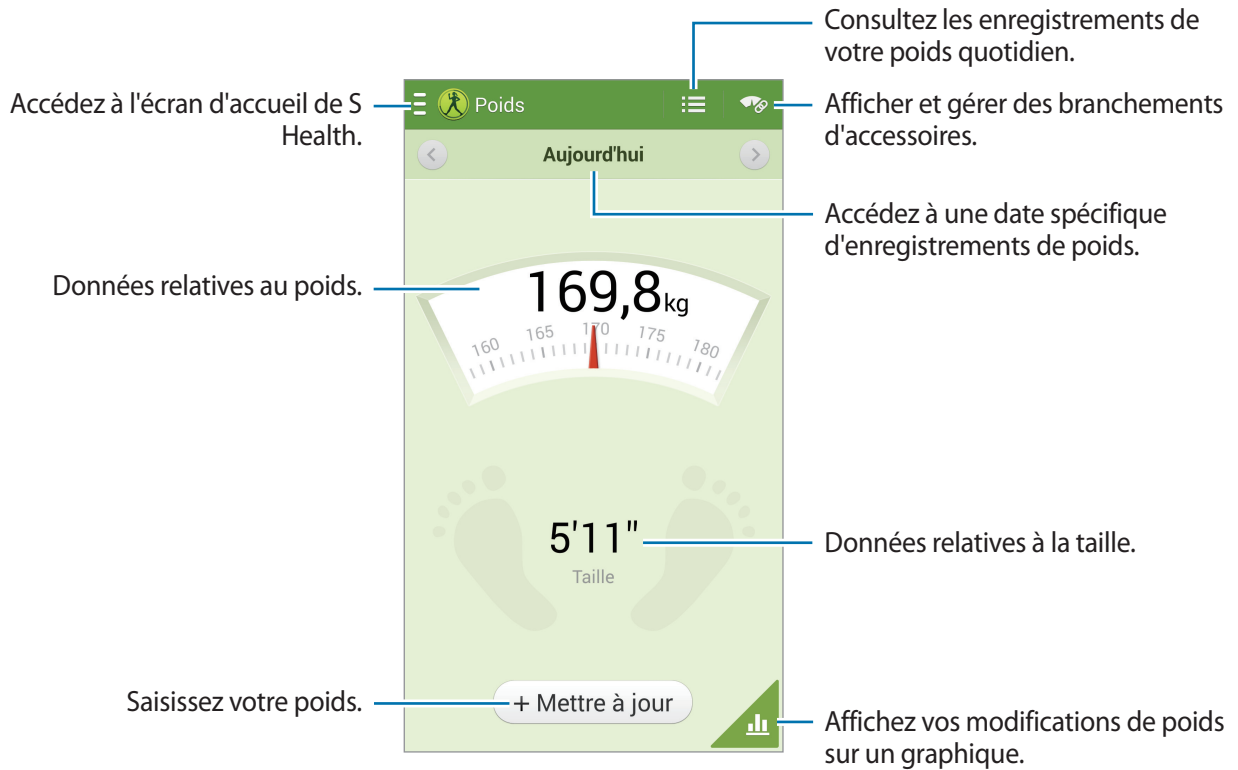 Consultez les enregistrements de
votre poids quotidien.
Accédez à l'écran d'accueil de S
Health.
Poids
Afficher et gérer des branchements
d'accessoires.
Aujourd'hui
Accédez à une date spécifique
d'enregistrements de poids.
Données relatives au poids.
169,8kg
160 165 170 175 180
5'11"
Taille
Données relatives à la taille.
Saisissez votre poids.
+ Mettre à jour
Affichez vos modifications de poids
sur un graphique.